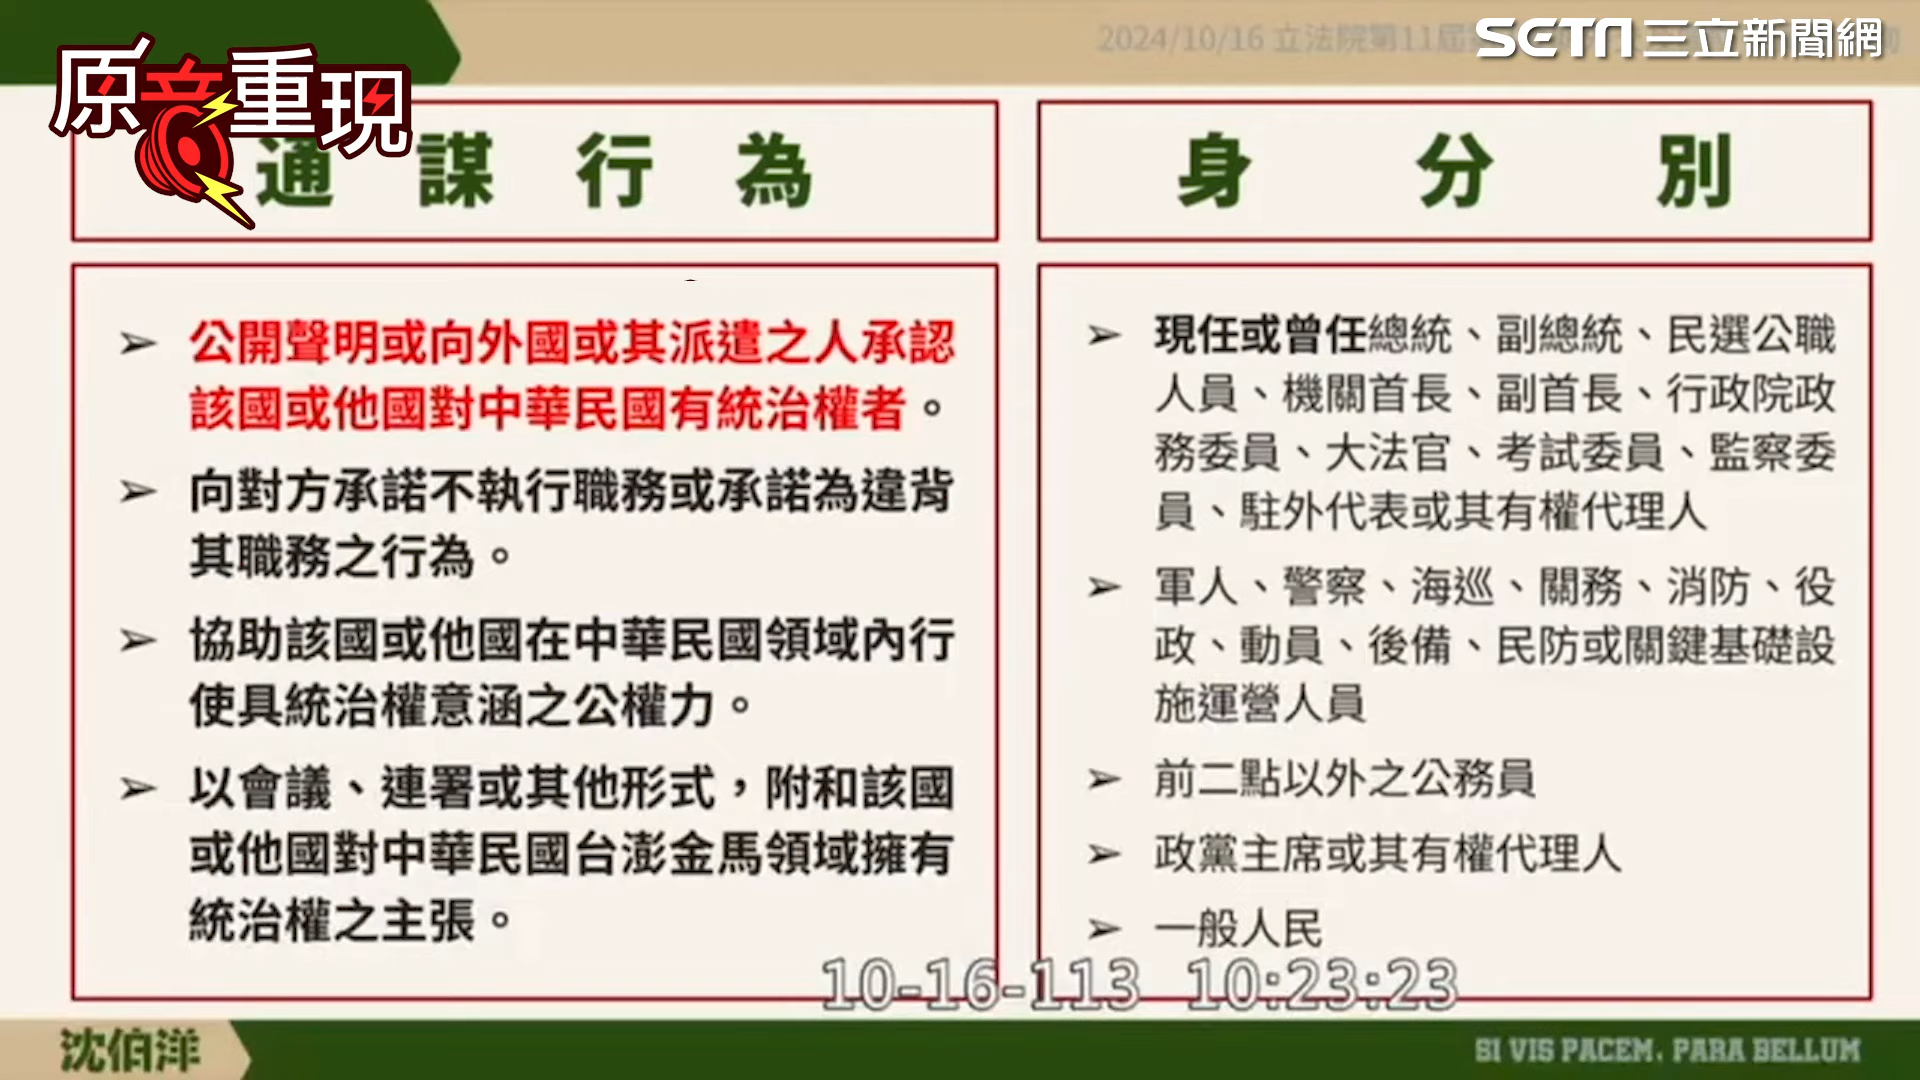 2024/10/16 立法院第11屆
SETN 三立新聞網
原音重現
通謀行為
身分別
➢ 公開聲明或向外國或其派遣之人承認
該國或他國對中華民國有統治權者。
➢ 向對方承諾不執行職務或承諾為違背
其職務之行為。
➢ 協助該國或他國在中華民國領域內行
使具統治權意涵之公權力。
➢ 以會議、連署或其他形式，附和該國
或他國對中華民國台澎金馬領域擁有
統治權之主張。
➢ 現任或曾任總統、副總統、民選公職
人員、機關首長、副首長、行政院政
務委員、大法官、考試委員、監察委
員、駐外代表或其有權代理人
➢ 軍人、警察、海巡、關務、消防、役
政、動員、後備、民防或關鍵基礎設
施運營人員
➢ 前二點以外之公務員
➢ 政黨主席或其有權代理人
➢ 一般人民
10-16-113 10:23:23
沈伯洋
SI VIS PACEM, PARA BELLUM